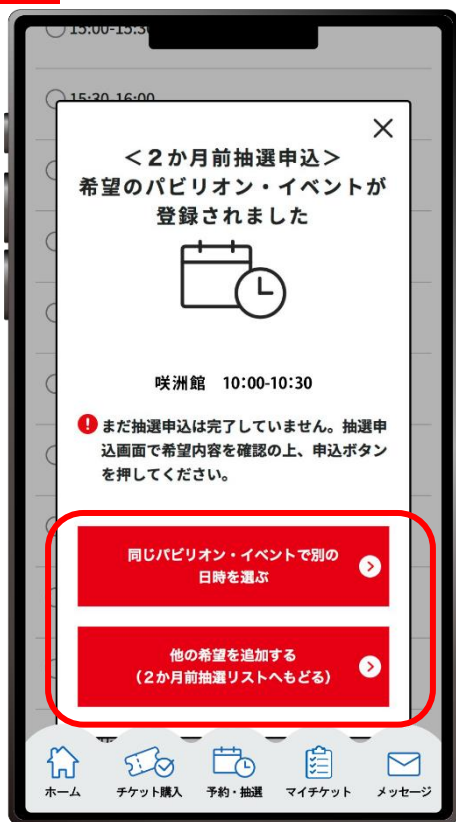 15:00-15:3
15:30-16:00
＜２か月前抽選申込＞
希望のパビリオン・イベントが
登録されました
咲洲館　10:00-10:30
まだ抽選申込は完了していません。抽選申
込画面で希望内容を確認の上、申込ボタン
を押してください。
同じパビリオン・イベントで別の
日時を選ぶ
他の希望を追加する
（２か月前抽選リストへもどる）
ホーム　チケット購入　予約・抽選　マイチケット　メッセージ